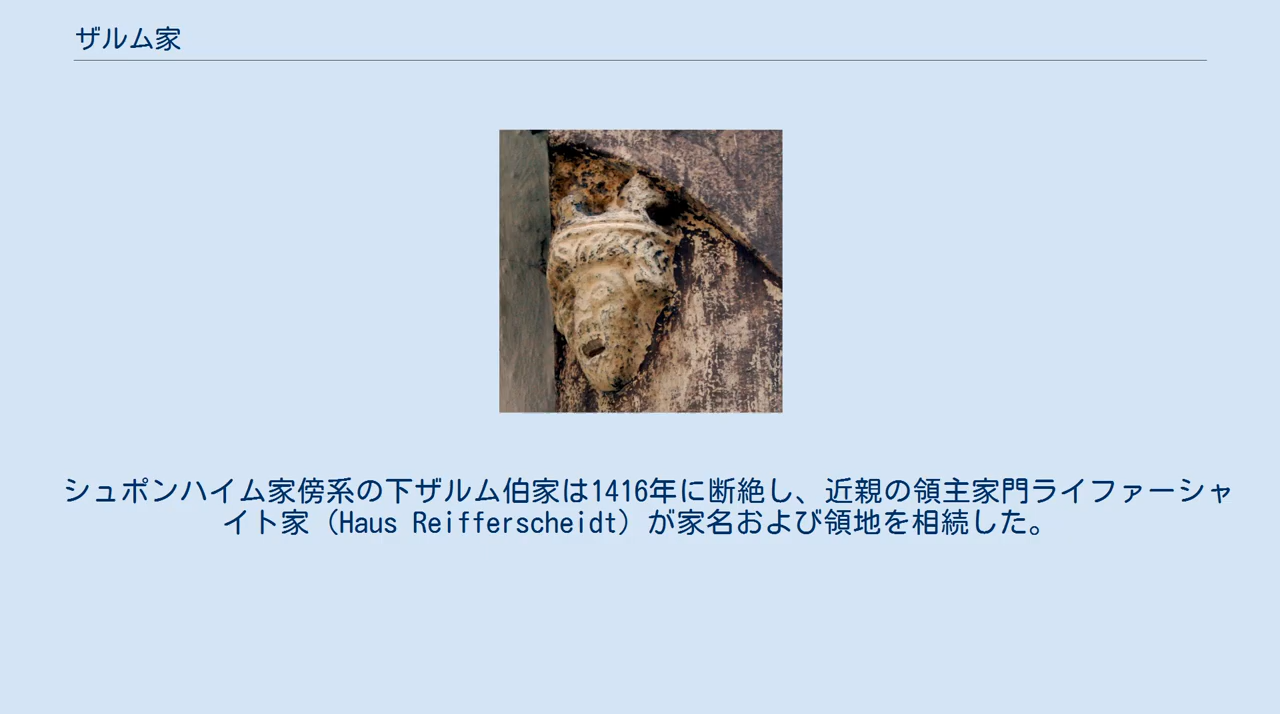 ザルム家
シュポンハイム家傍系の下ザルム伯家は1416年に断絶し、近親の領主家門ライファーシャ
イト家（Haus Reifferscheidt）が家名および領地を相続した。